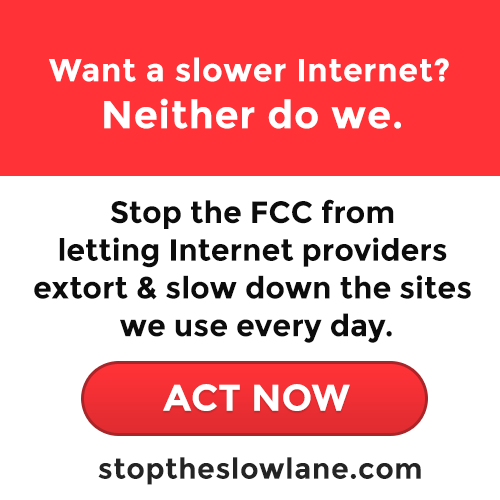 Want a slower Internet?
Neither do we.
Stop the FCC from
letting Internet providers
extort & slow down the sites
we use every day.
ACT NOW
stoptheslowlane.com